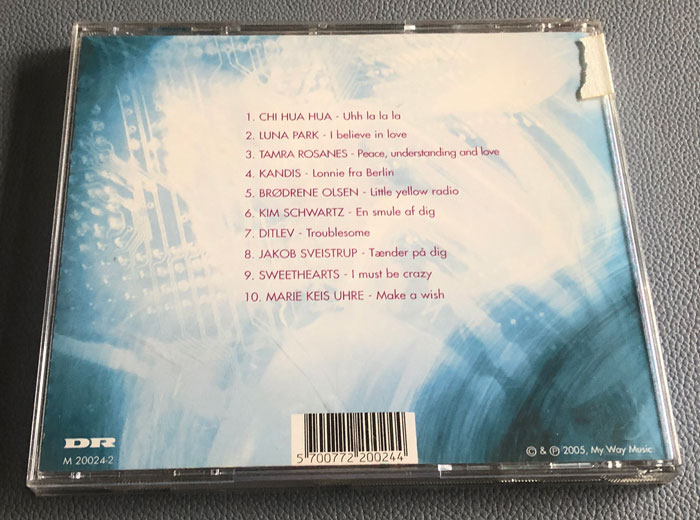 1. CHI HUA HUA - Uhh la la la
2. LUNA PARK - I believe in love
3. TAMRA ROSANES - Peace, understanding and love
4. KANDIS - Lonnie fra Berlin
5. BRØDRENE OLSEN - Little yellow radio
6. KIM SCHWARTZ - En smule af dig
7. DITLEV - Troublesome
8. JAKOB SVEISTRUP - Tænder på dig
9. SWEETHEARTS - I must be crazy
10. MARIE KEIS UHRE - Make a wish
DR
M 20024-2
5 700772 200244
© & ℗ 2005, My Way Music